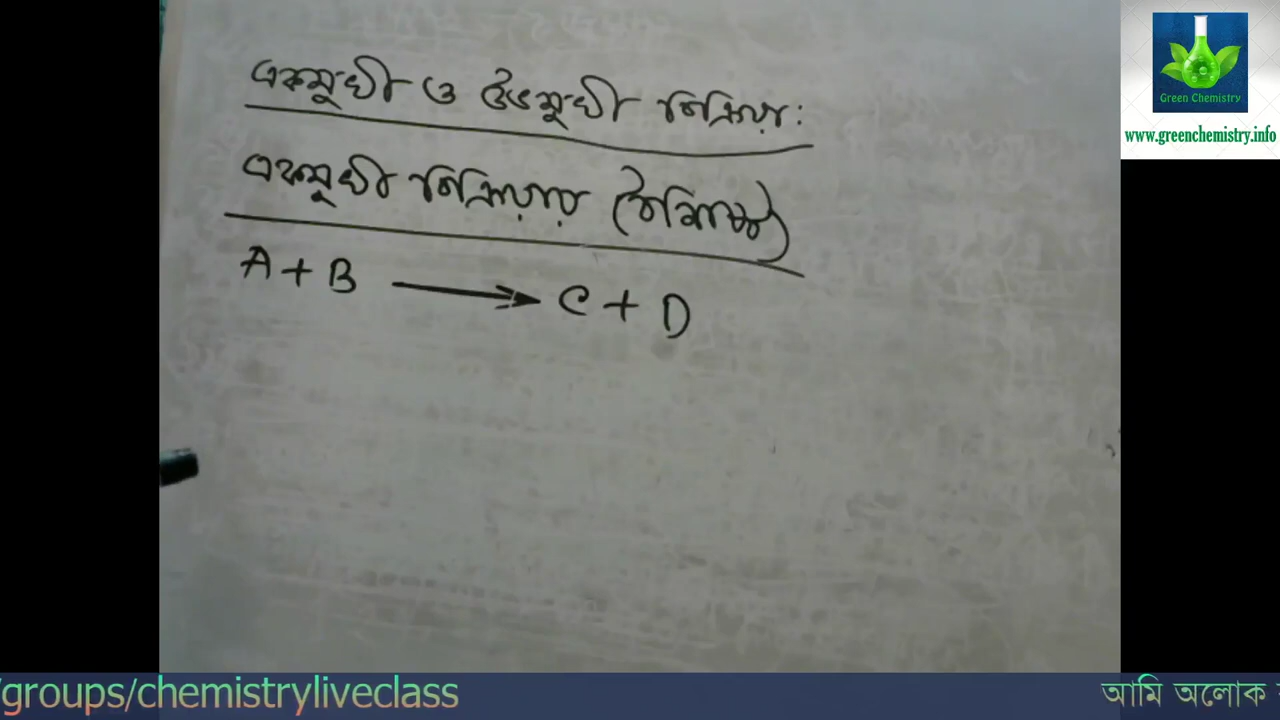 একমুখী ও উভমুখী বিক্রিয়া:
একমুখী বিক্রিয়ার বৈশিষ্ট্য
A + B ⟶ C + D
Green Chemistry
www.greenchemistry.info
/groups/chemistryliveclass
আমি অলোক